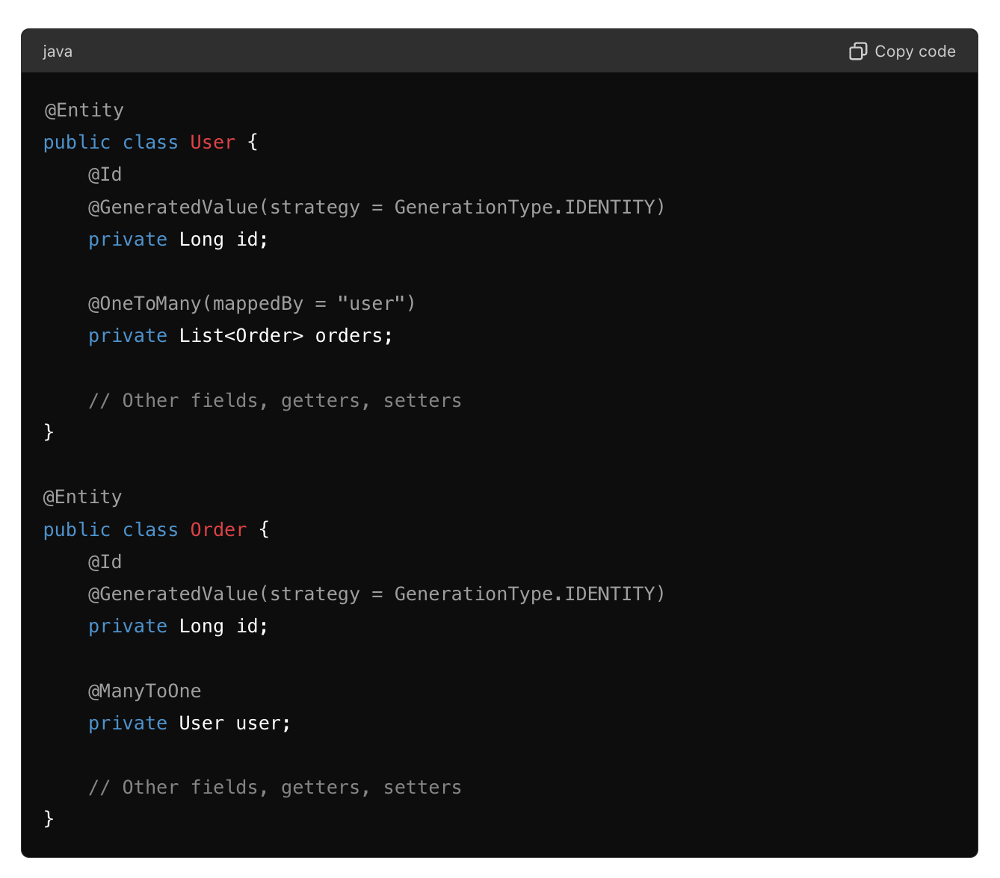 java
Copy code
@Entity
public class User {
    @Id
    @GeneratedValue(strategy = GenerationType.IDENTITY)
    private Long id;
    @OneToMany(mappedBy = "user")
    private List<Order> orders;
    // Other fields, getters, setters
}
@Entity
public class Order {
    @Id
    @GeneratedValue(strategy = GenerationType.IDENTITY)
    private Long id;
    @ManyToOne
    private User user;
    // Other fields, getters, setters
}